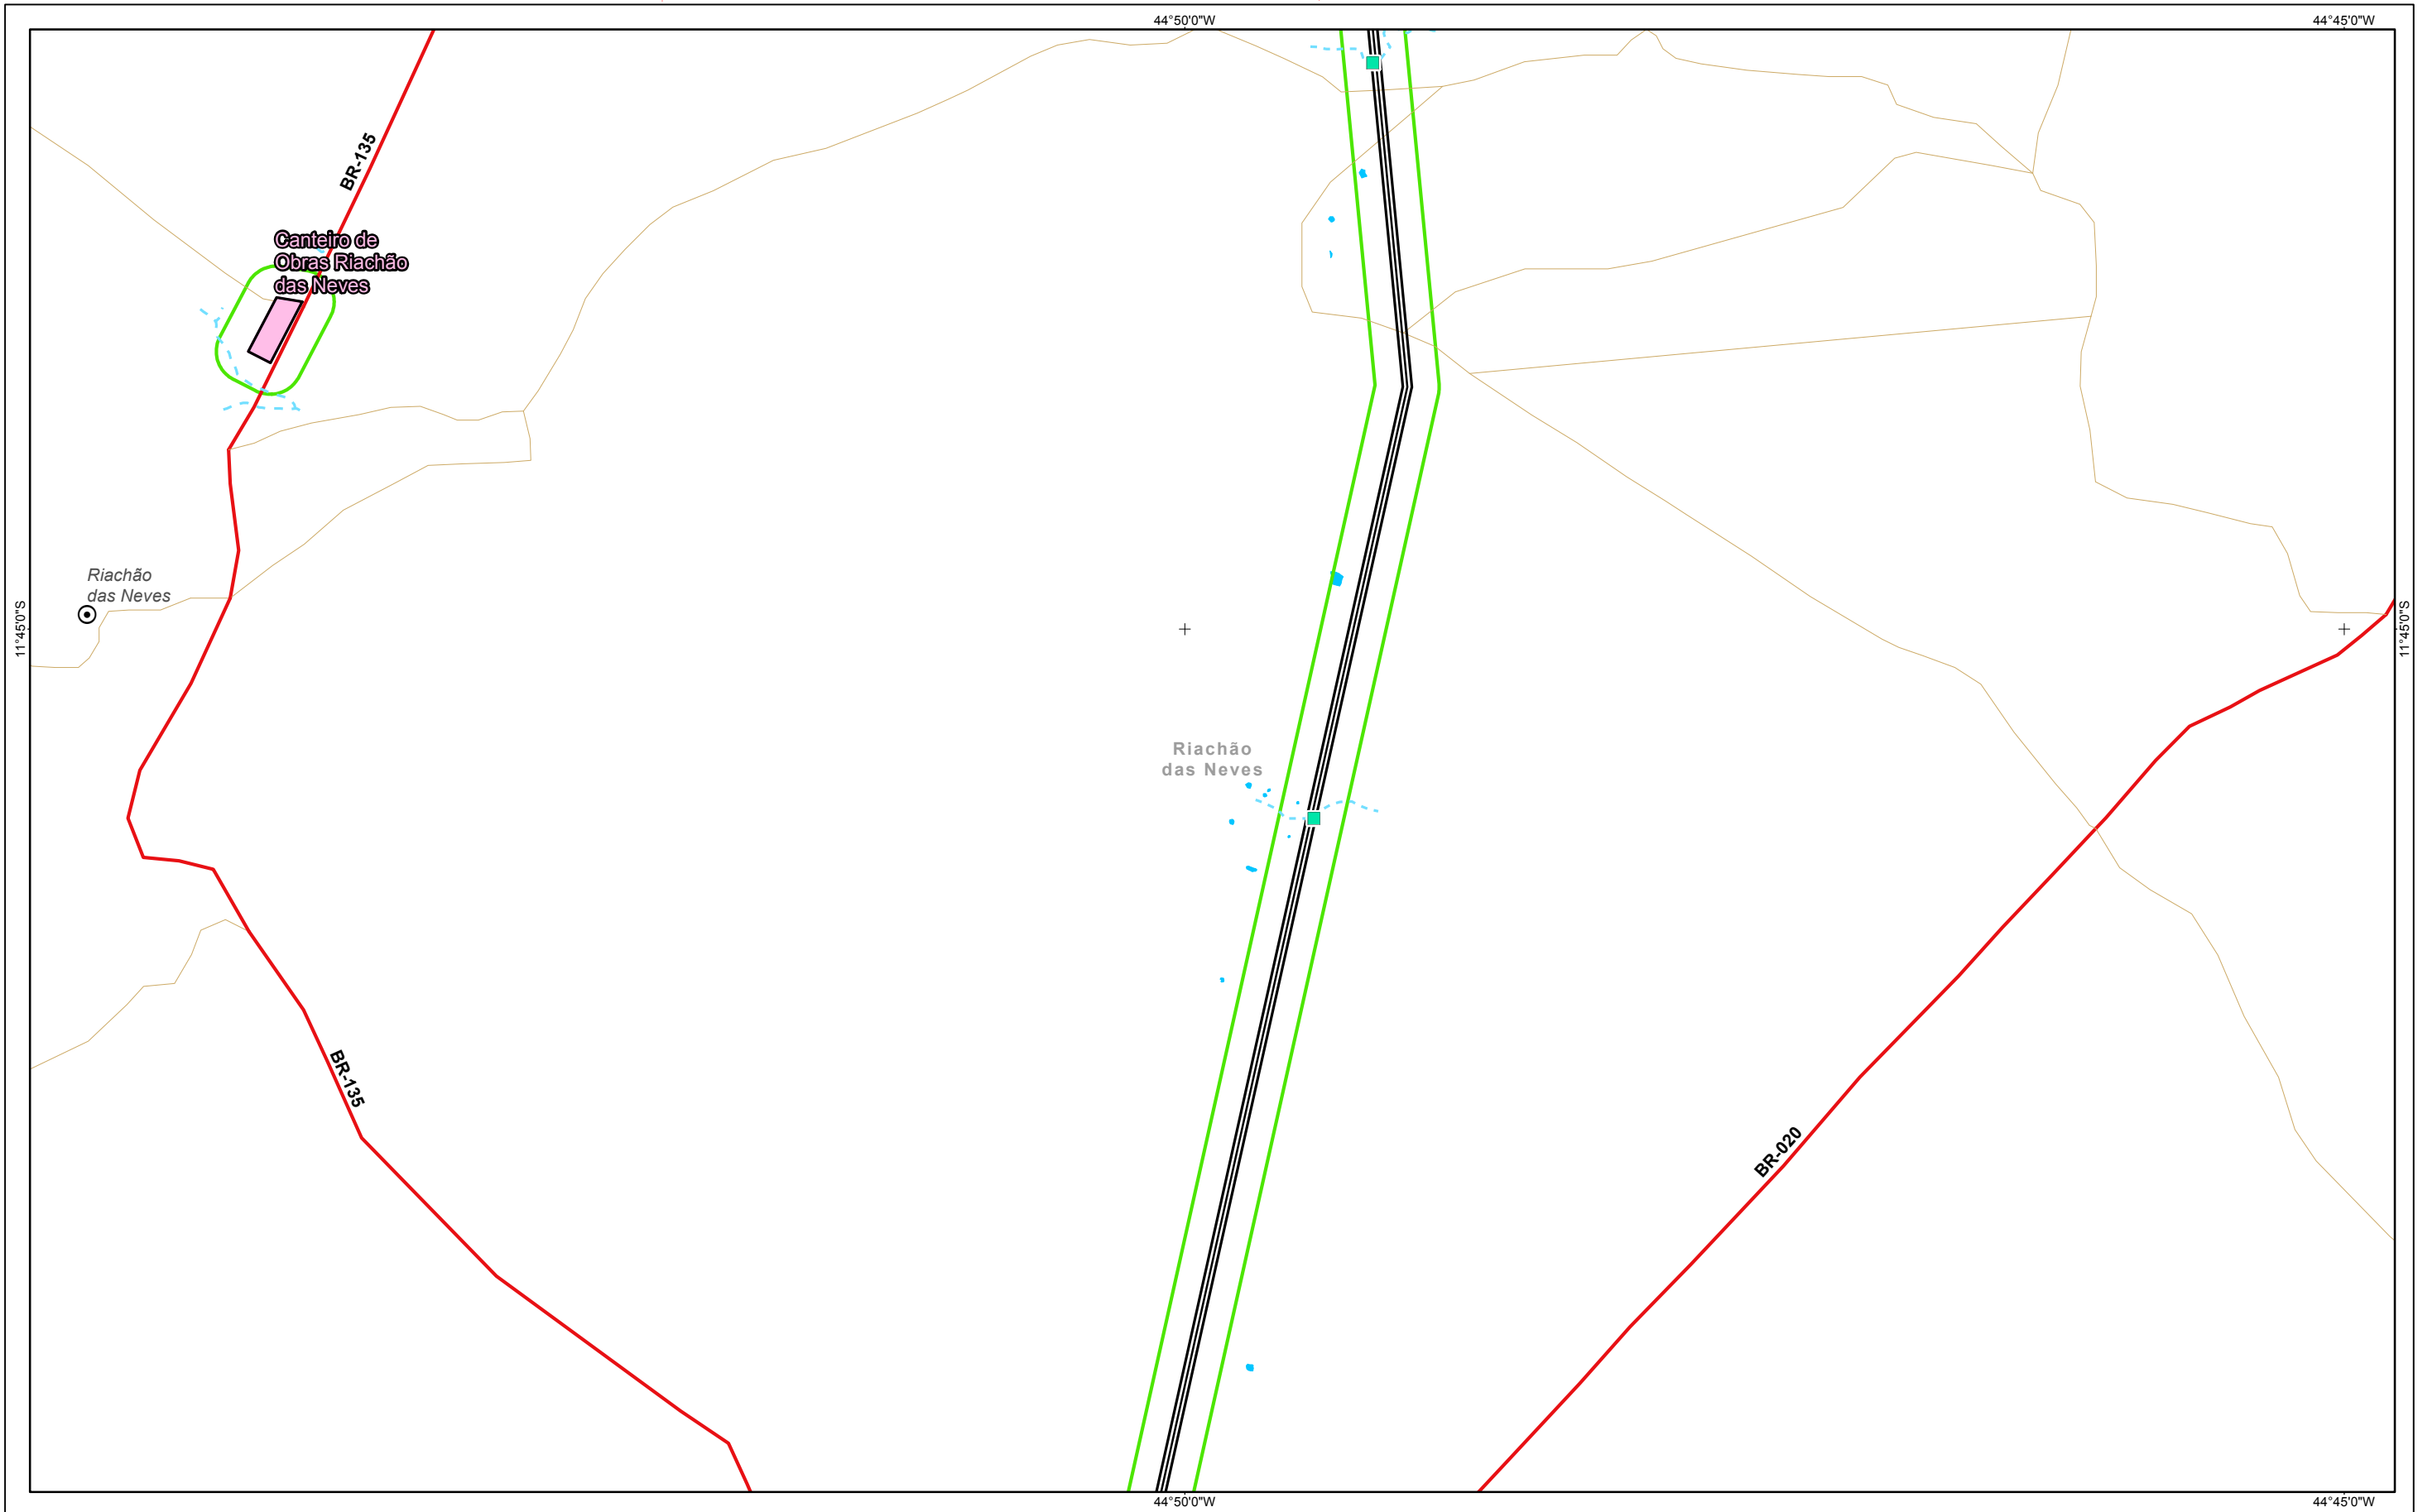 44°50'0"W
44°45'0"W
BR-135
Canteiro de
Obras Riachão
das Neves
Riachão
das Neves
11°45'0"S
11°45'0"S
Riachão
das Neves
BR-135
BR-020
44°50'0"W
44°45'0"W